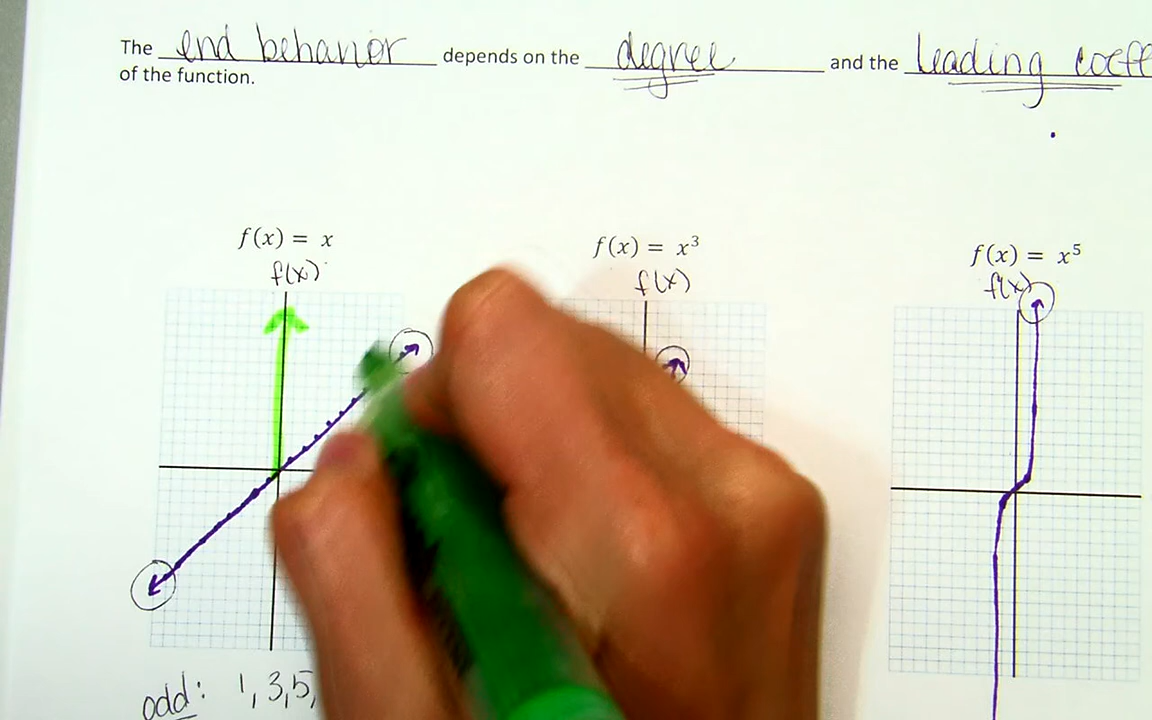 The end behavior depends on the degree and the leading coeff
of the function.
f(x) = x
f(x)
f(x) = x³
f(x)
f(x) = x⁵
f(x)
odd: 1, 3, 5,